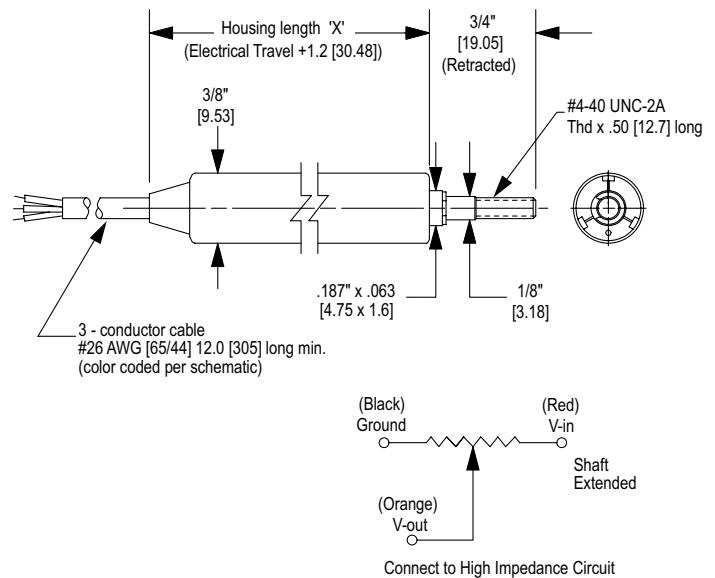 Housing length 'X'
(Electrical Travel +1.2 [30.48])
3/4"
[19.05]
(Retracted)
3/8"
[9.53]
#4-40 UNC-2A
Thd x .50 [12.7] long
.187" x .063
[4.75 x 1.6]
1/8"
[3.18]
3 - conductor cable
#26 AWG [65/44] 12.0 [305] long min.
(color coded per schematic)
(Black)
Ground
(Red)
V-in
Shaft
Extended
(Orange)
V-out
Connect to High Impedance Circuit